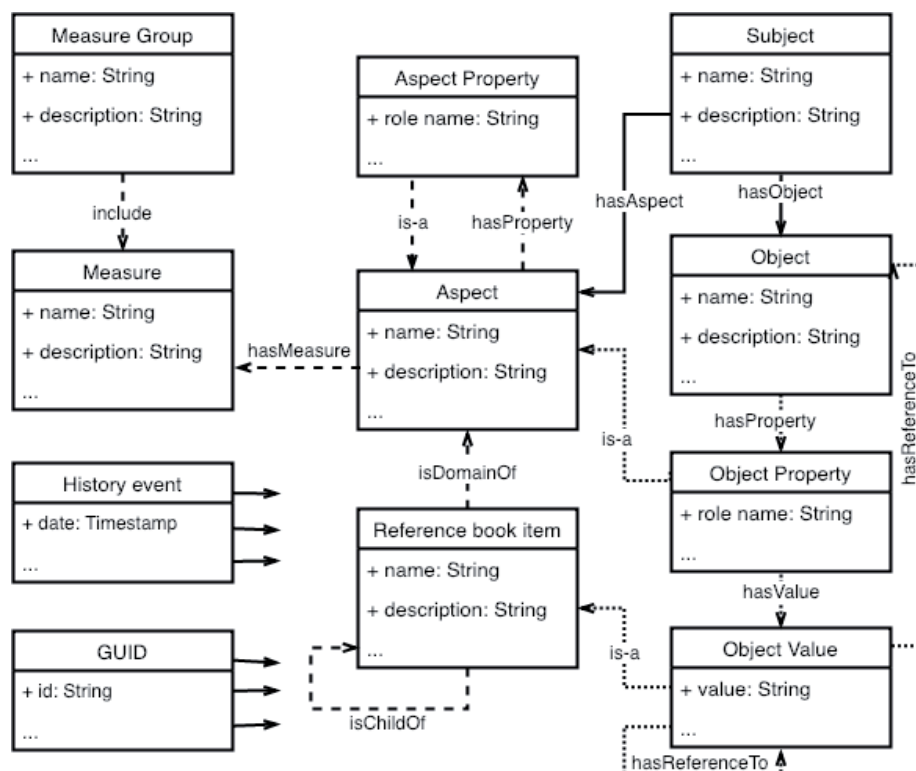 Measure Group
+ name: String
+ description: String
...
include
Measure
+ name: String
+ description: String
...
hasMeasure
Aspect Property
+ role name: String
...
is-a
hasProperty
Aspect
+ name: String
+ description: String
...
isDomainOf
Reference book item
+ name: String
+ description: String
...
isChildOf
History event
+ date: Timestamp
...
GUID
+ id: String
...
Subject
+ name: String
+ description: String
...
hasAspect
hasObject
Object
+ name: String
+ description: String
...
hasProperty
is-a
hasReferenceTo
Object Property
+ role name: String
...
hasValue
is-a
Object Value
+ value: String
...
hasReferenceTo